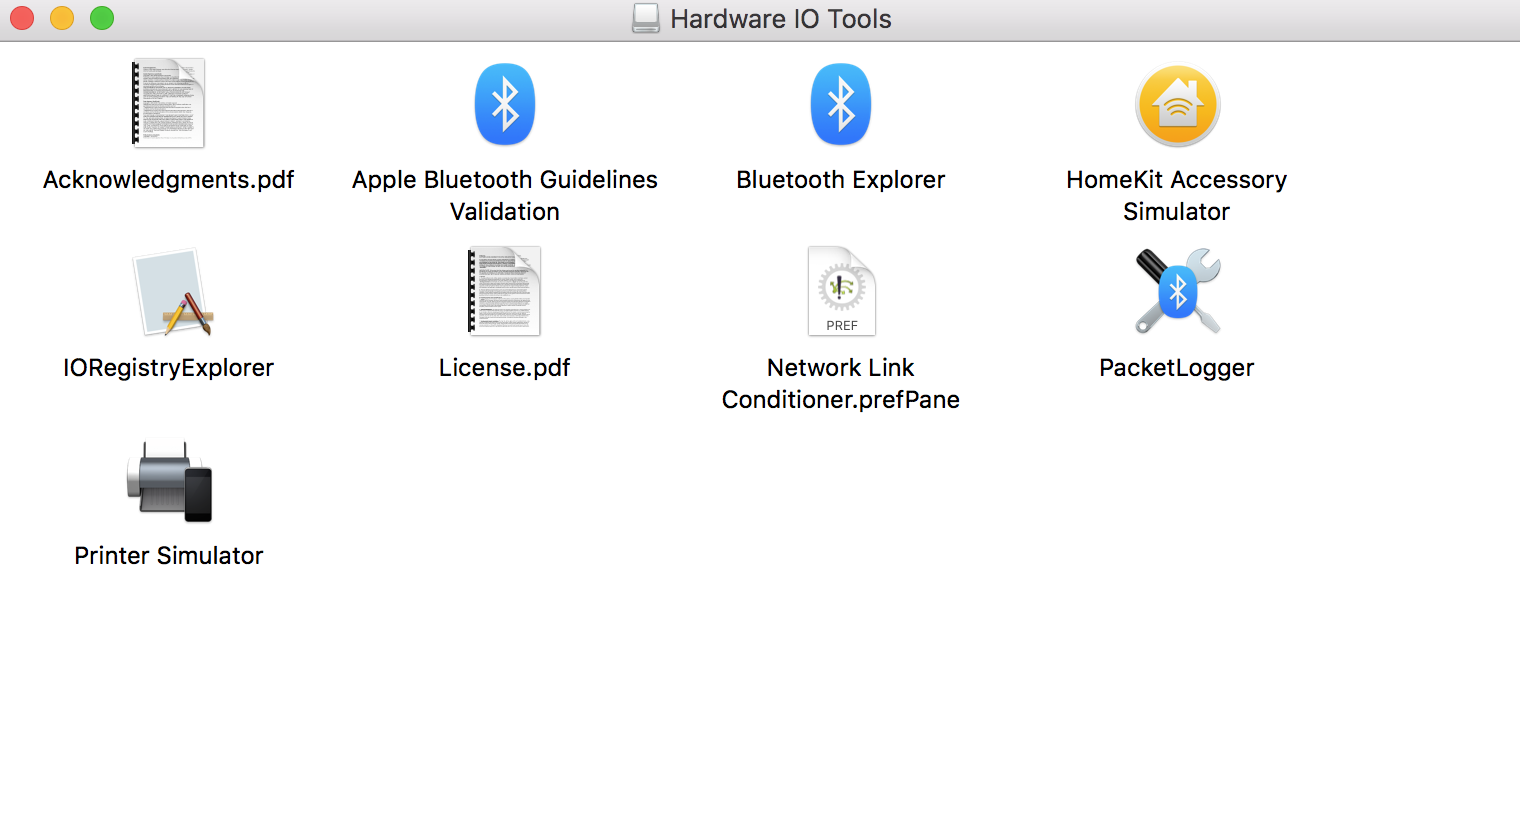 Hardware IO Tools
Acknowledgments.pdf
Apple Bluetooth Guidelines
Validation
Bluetooth Explorer
HomeKit Accessory
Simulator
IORegistryExplorer
License.pdf
PREF
Network Link
Conditioner.prefPane
PacketLogger
Printer Simulator